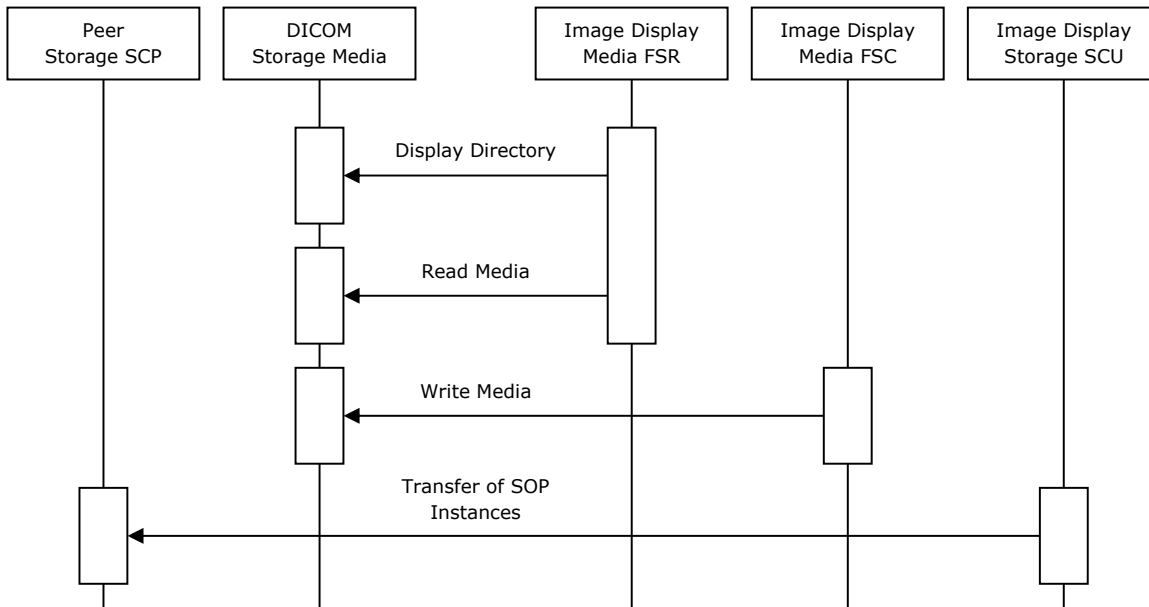 Peer
Storage SCP
DICOM
Storage Media
Image Display
Media FSR
Image Display
Media FSC
Image Display
Storage SCU
Display Directory
Read Media
Write Media
Transfer of SOP
Instances